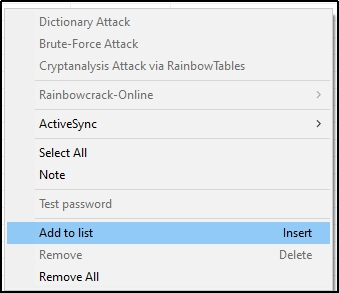 Dictionary Attack
Brute-Force Attack
Cryptanalysis Attack via RainbowTables
Rainbowcrack-Online
ActiveSync
Select All
Note
Test password
Add to list Insert
Remove Delete
Remove All